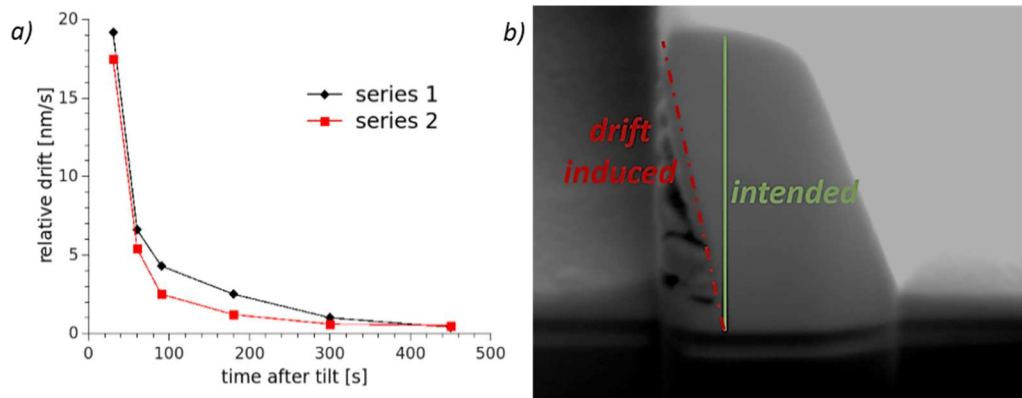 a)
20
15
10
5
0
relative drift [nm/s]
series 1
series 2
0 100 200 300 400 500
time after tilt [s]
b)
drift
induced
intended